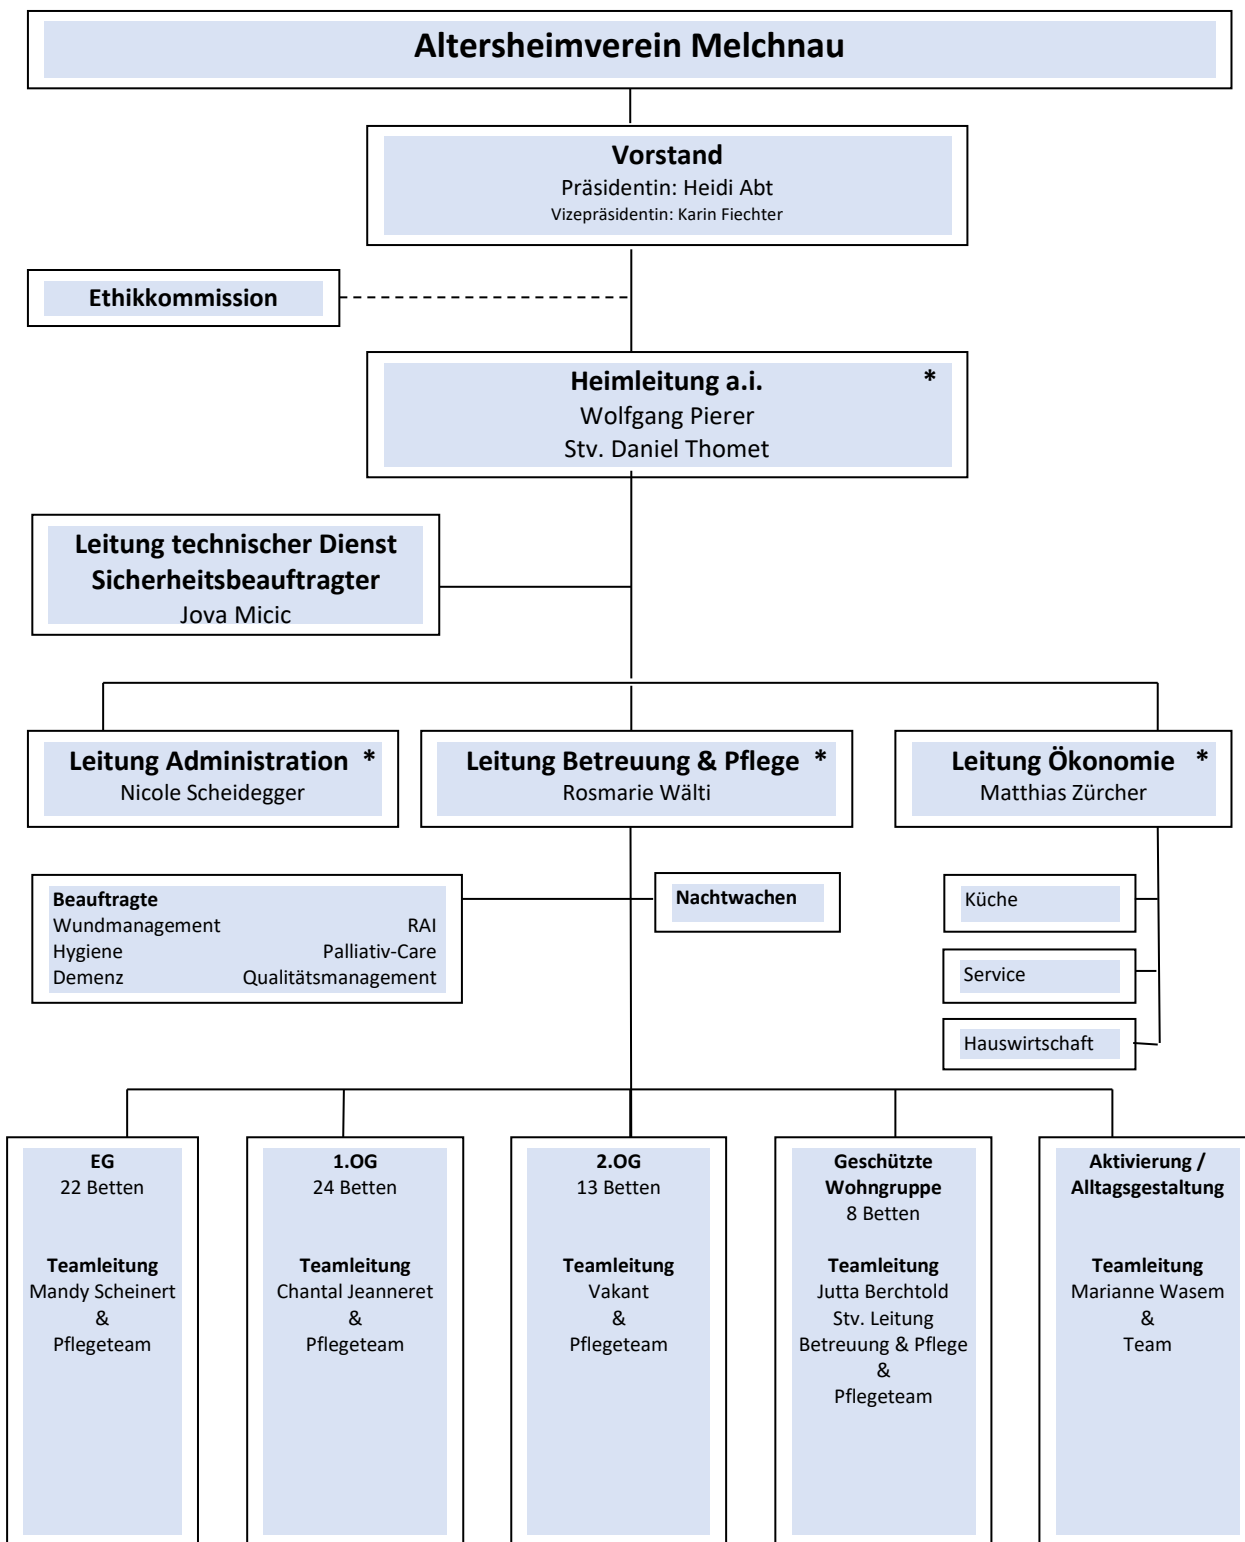 Altersheimverein Melchnau
Vorstand
Präsidentin: Heidi Abt
Vizepräsidentin: Karin Fiechter
Ethikkommission
Heimleitung a.i. *
Wolfgang Pierer
Stv. Daniel Thomet
Leitung technischer Dienst
Sicherheitsbeauftragter
Jova Micic
Leitung Administration *
Nicole Scheidegger
Leitung Betreuung & Pflege *
Rosmarie Wälti
Leitung Ökonomie *
Matthias Zürcher
Beauftragte
Wundmanagement RAI
Hygiene Palliativ-Care
Demenz Qualitätsmanagement
Nachtwachen
Küche
Service
Hauswirtschaft
EG
22 Betten
Teamleitung
Mandy Scheinert
&
Pflegeteam
1.OG
24 Betten
Teamleitung
Chantal Jeanneret
&
Pflegeteam
2.OG
13 Betten
Teamleitung
Vakant
&
Pflegeteam
Geschützte
Wohngruppe
8 Betten
Teamleitung
Jutta Berchtold
Stv. Leitung
Betreuung & Pflege
&
Pflegeteam
Aktivierung /
Alltagsgestaltung
Teamleitung
Marianne Wasem
&
Team